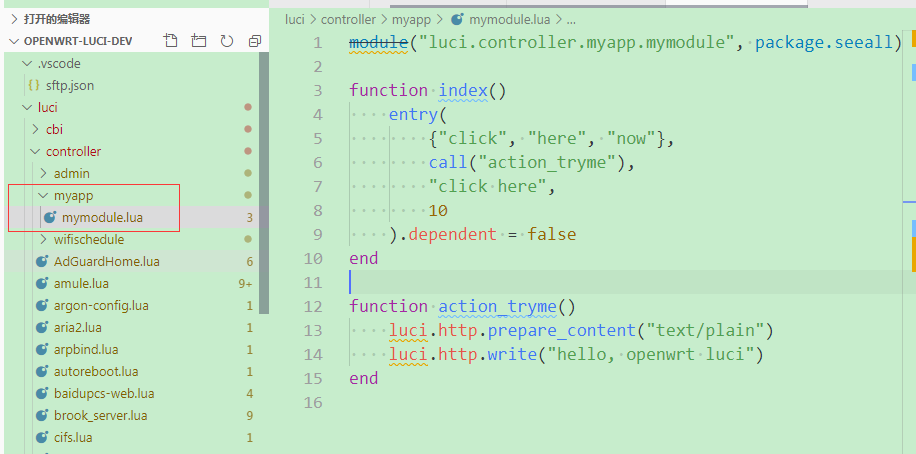 打开的编辑器
OPENWRT-LUCI-DEV
.vscode
{} sftp.json
luci
cbi
controller
admin
myapp
mymodule.lua 3
wifischedule
AdGuardHome.lua 6
amule.lua 9+
argon-config.lua 1
aria2.lua 1
arpbind.lua 1
autoreboot.lua 1
baidupcs-web.lua 4
brook_server.lua 9
cifs.lua 1
luci > controller > myapp > mymodule.lua > ...
1 module("luci.controller.myapp.mymodule", package.seeall)
2
3 function index()
4 entry(
5 {"click", "here", "now"},
6 call("action_tryme"),
7 "click here",
8 10
9 ).dependent = false
10 end
11
12 function action_tryme()
13 luci.http.prepare_content("text/plain")
14 luci.http.write("hello, openwrt luci")
15 end
16